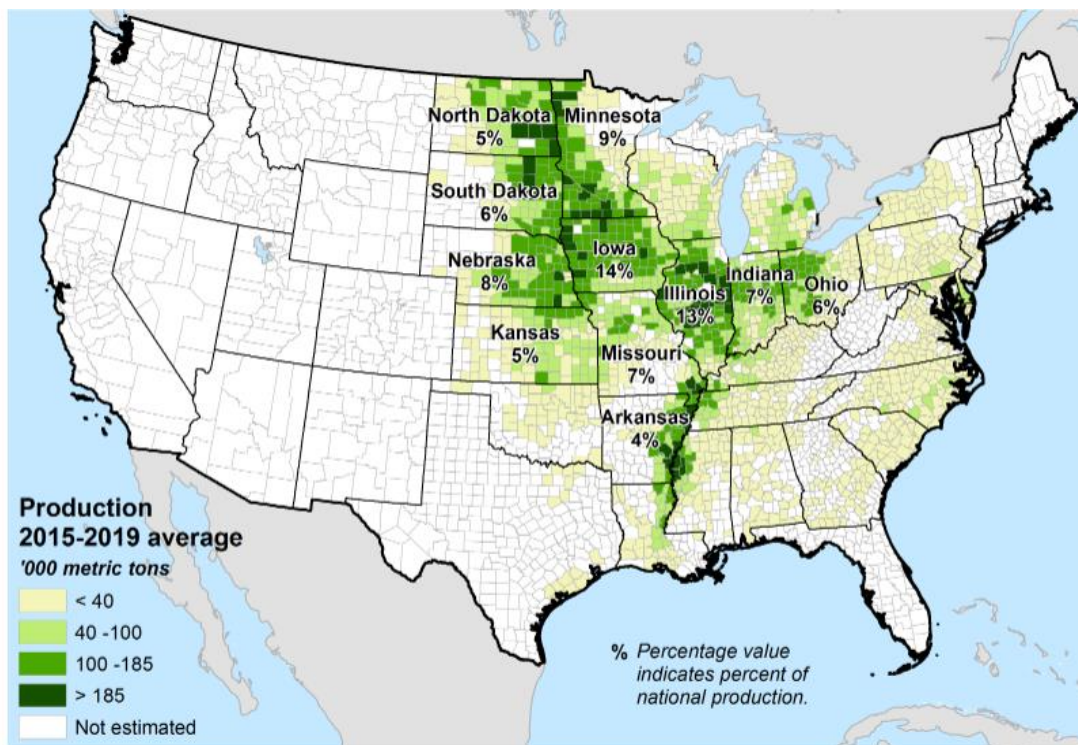 North Dakota
5%
Minnesota
9%
South Dakota
6%
Nebraska
8%
Iowa
14%
Illinois
13%
Indiana
7%
Ohio
6%
Kansas
5%
Missouri
7%
Arkansas
4%
Production
2015-2019 average
'000 metric tons
< 40
40 -100
100 -185
> 185
Not estimated
% Percentage value
indicates percent of
national production.